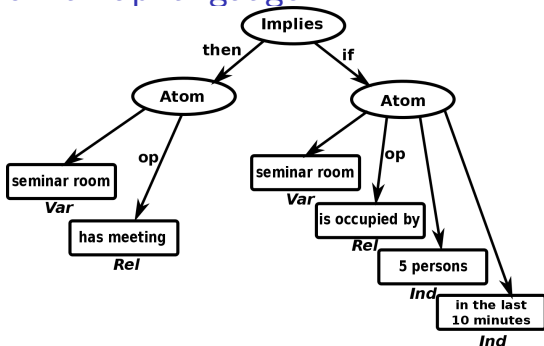 Implies
then
if
Atom
Atom
op
op
seminar room
Var
seminar room
Var
has meeting
Rel
is occupied by
Rel
5 persons
Ind
in the last
10 minutes
Ind